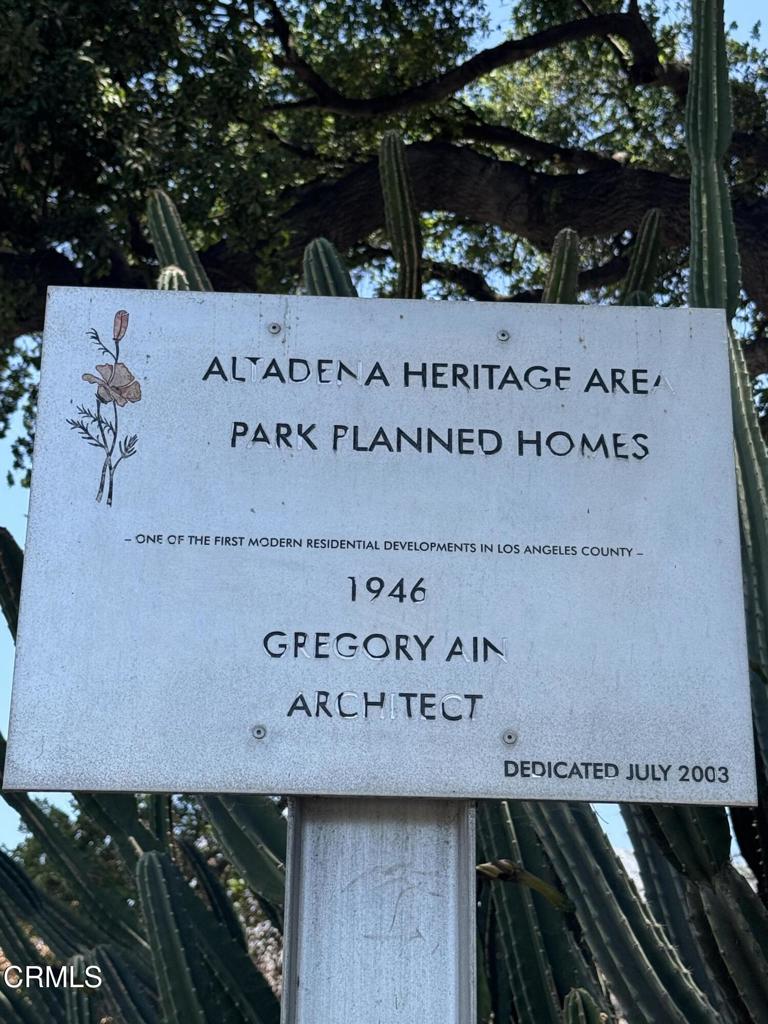 ALTADENA HERITAGE AREA
PARK PLANNED HOMES
– ONE OF THE FIRST MODERN RESIDENTIAL DEVELOPMENTS IN LOS ANGELES COUNTY –
1946
GREGORY AIN
ARCHITECT
DEDICATED JULY 2003
CRMLS